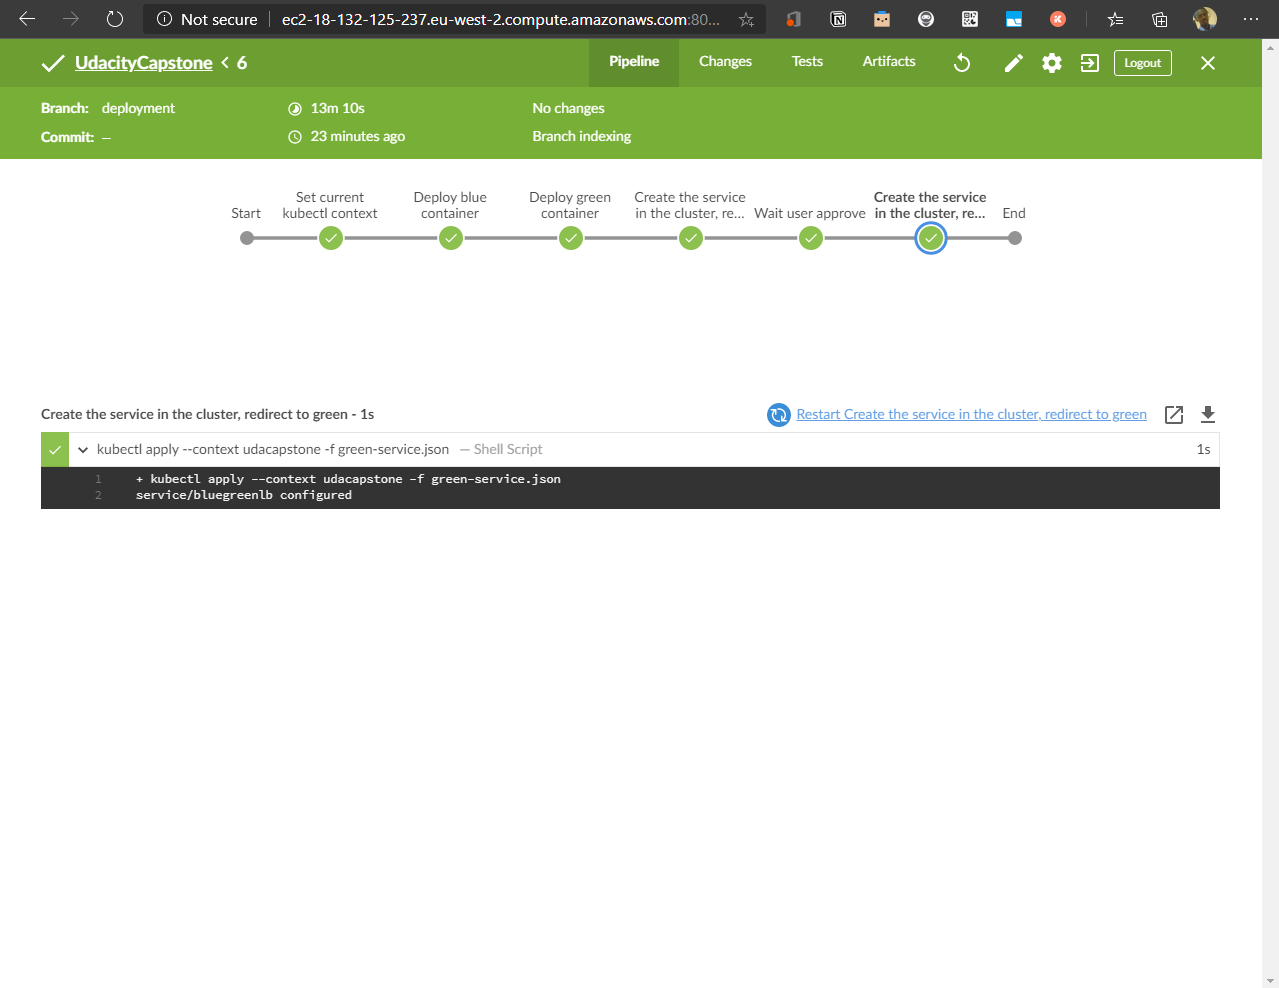 Not secure ec2-18-132-125-237.eu-west-2.compute.amazonaws.com:80...
UdacityCapstone < 6 Pipeline Changes Tests Artifacts Logout
Branch: deployment 13m 10s No changes
Commit: – 23 minutes ago Branch indexing
Start
Set current
kubectl context
Deploy blue
container
Deploy green
container
Create the service
in the cluster, re...
Wait user approve
Create the service
in the cluster, re...
End
Create the service in the cluster, redirect to green - 1s Restart Create the service in the cluster, redirect to green
kubectl apply --context udacapstone -f green-service.json — Shell Script 1s
1 + kubectl apply --context udacapstone -f green-service.json
2 service/bluegreenlb configured